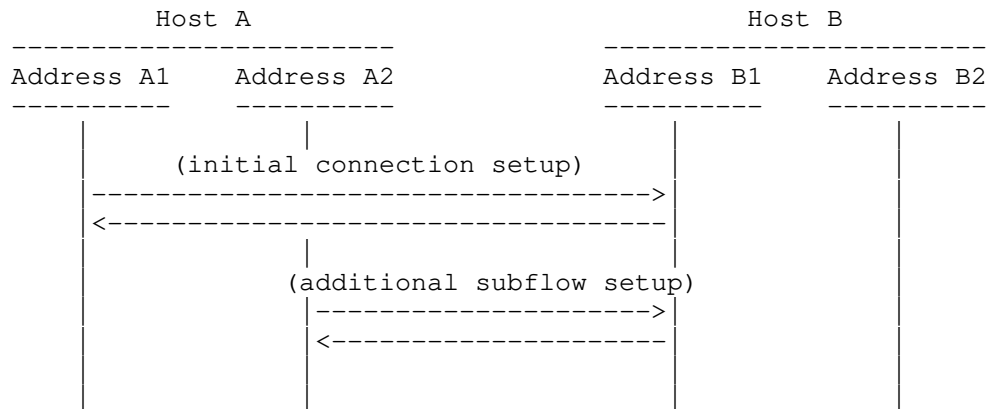 Host A Host B
Address A1 Address A2 Address B1 Address B2
(initial connection setup)
(additional subflow setup)